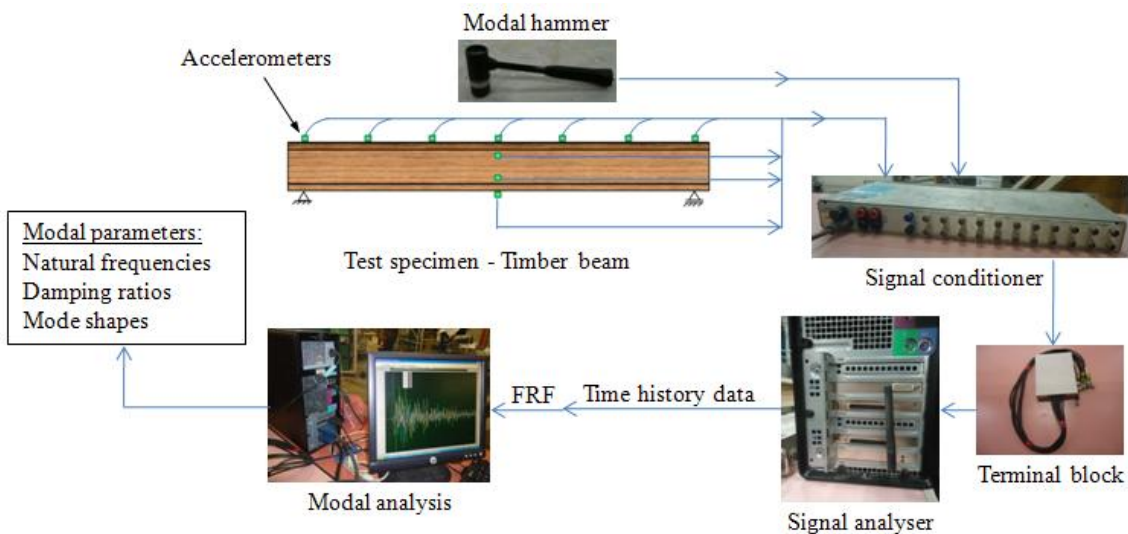 Modal hammer
Accelerometers
Test specimen - Timber beam
Signal conditioner
Modal parameters:
Natural frequencies
Damping ratios
Mode shapes
FRF
Time history data
Terminal block
Modal analysis
Signal analyser